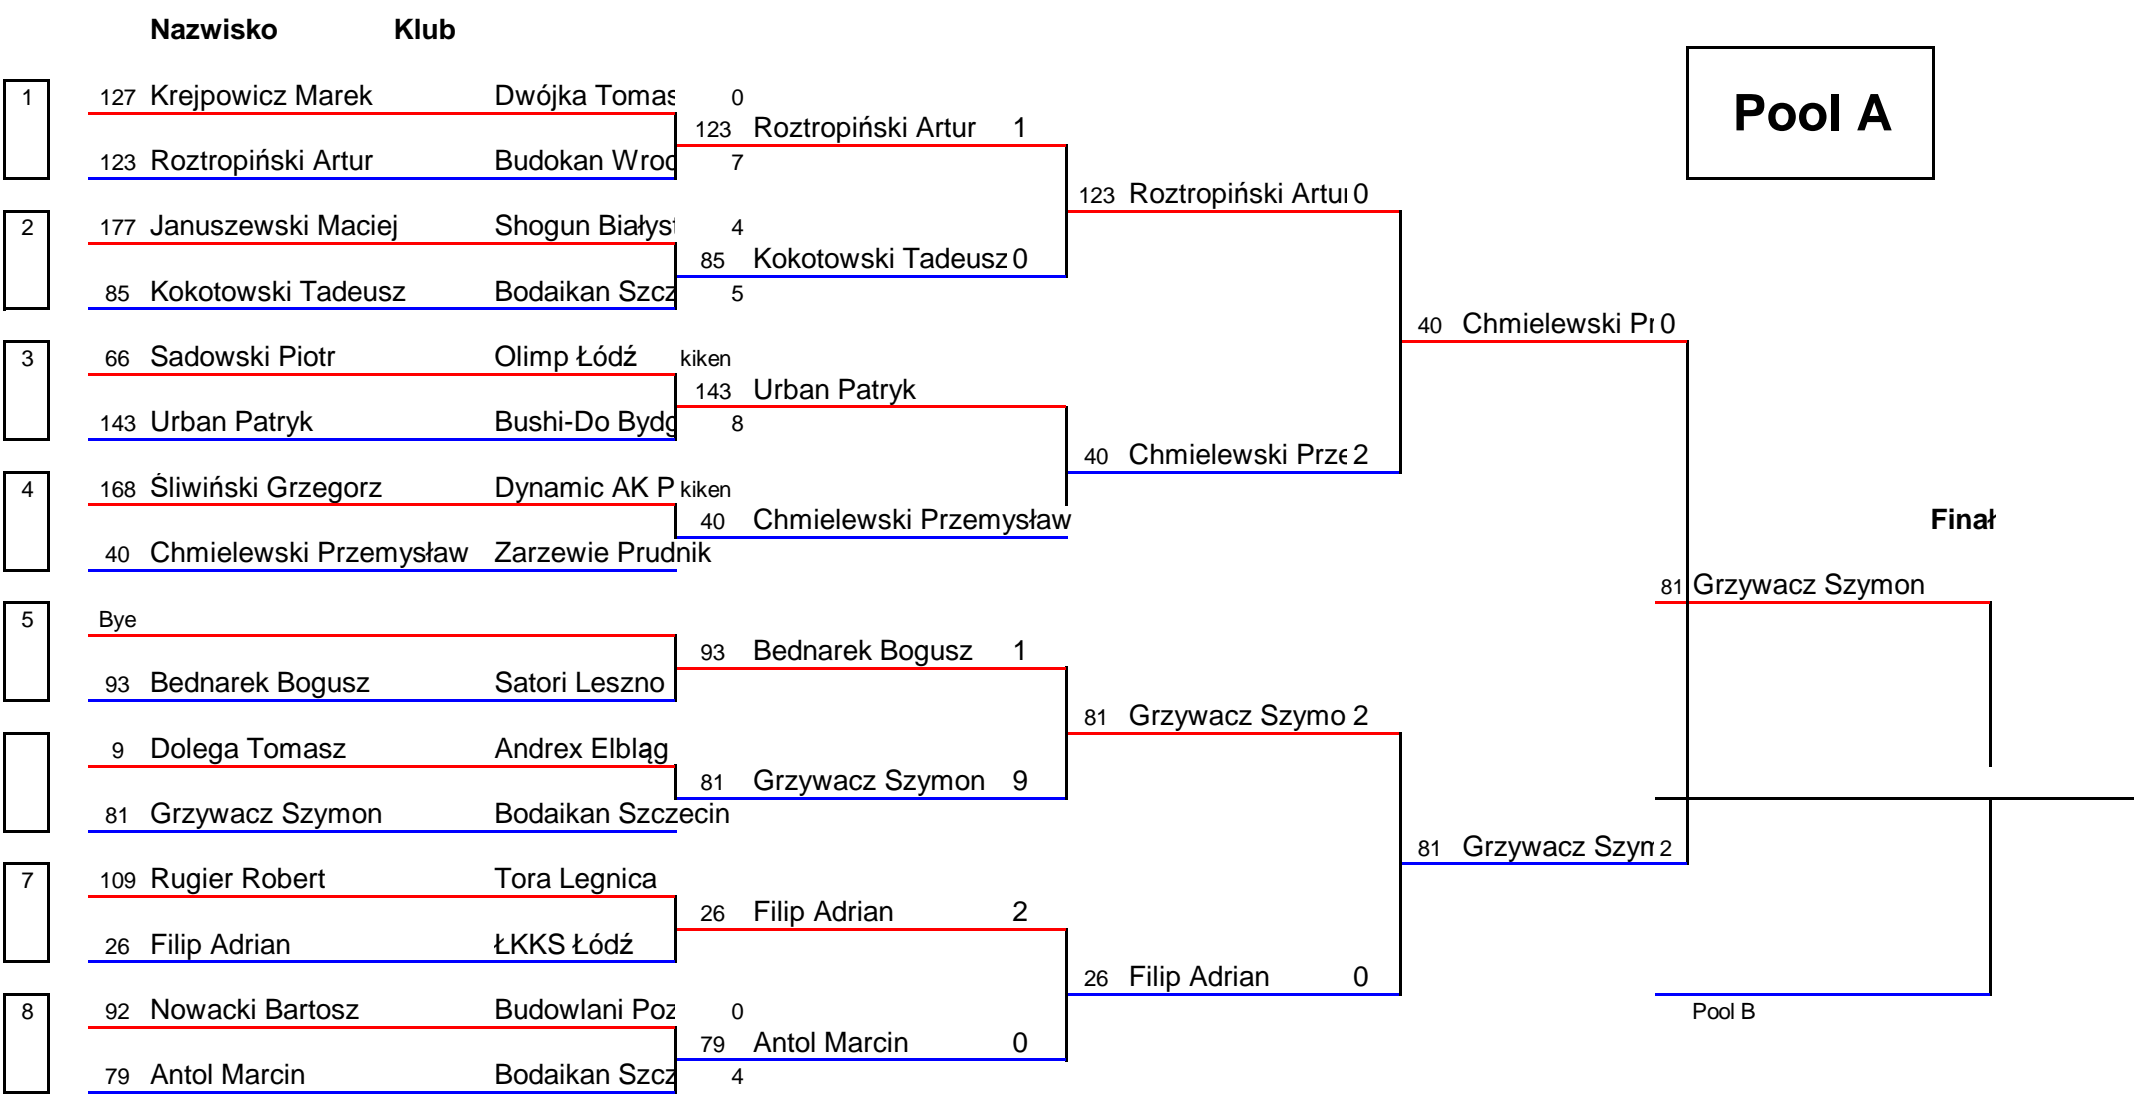 Nazwisko Klub
Pool A
1 127 Krejpowicz Marek Dwójka Tomas 0
123 Roztropiński Artur 1
123 Roztropiński Artur Budokan Wroc 7
123 Roztropiński Artur 0
2 177 Januszewski Maciej Shogun Białyst 4
85 Kokotowski Tadeusz 0
85 Kokotowski Tadeusz Bodaikan Szcz 5
40 Chmielewski Pr 0
3 66 Sadowski Piotr Olimp Łódź kiken
143 Urban Patryk
143 Urban Patryk Bushi-Do Bydg 8
40 Chmielewski Prze 2
4 168 Śliwiński Grzegorz Dynamic AK P kiken
40 Chmielewski Przemysław
Finał
40 Chmielewski Przemysław Zarzewie Prudnik
81 Grzywacz Szymon
5 Bye
93 Bednarek Bogusz 1
93 Bednarek Bogusz Satori Leszno
81 Grzywacz Szymo 2
9 Dolega Tomasz Andrex Elbląg
81 Grzywacz Szymon 9
81 Grzywacz Szymon Bodaikan Szczecin
81 Grzywacz Szym 2
7 109 Rugier Robert Tora Legnica
26 Filip Adrian 2
26 Filip Adrian ŁKKS Łódź
26 Filip Adrian 0
8 92 Nowacki Bartosz Budowlani Poz 0
Pool B
79 Antol Marcin 0
79 Antol Marcin Bodaikan Szcz 4